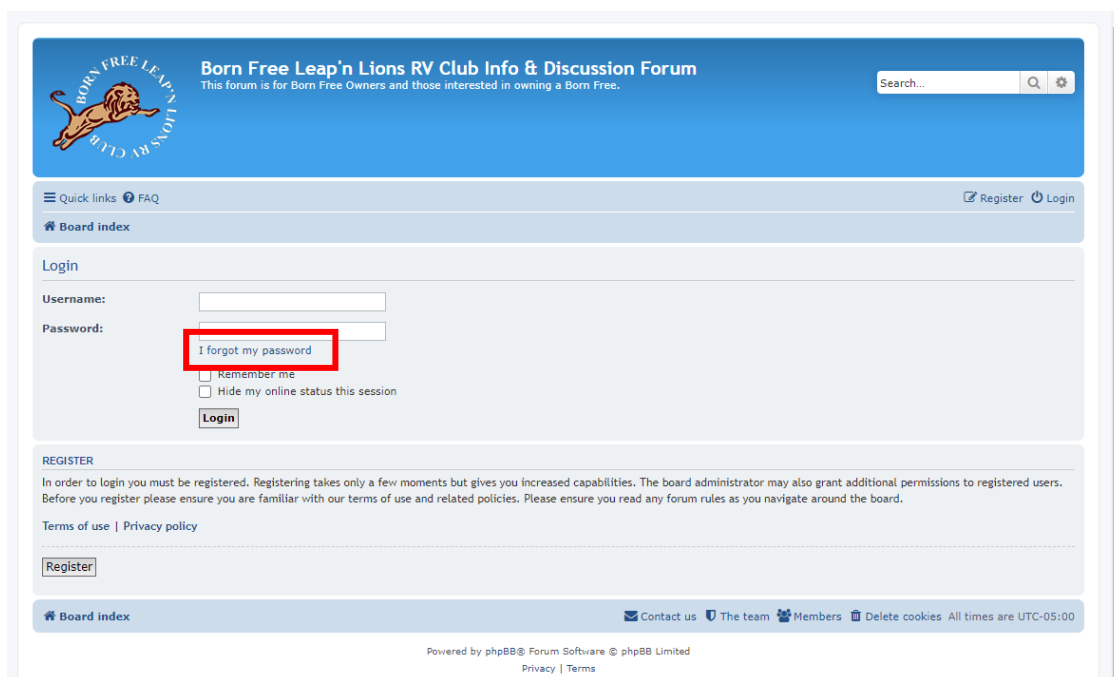 BORN FREE LEAP'N LIONS
RV CLUB
Born Free Leap'n Lions RV Club Info & Discussion Forum
This forum is for Born Free Owners and those interested in owning a Born Free.
Search...
Quick links FAQ
Register Login
Board index
Login
Username:
Password:
I forgot my password
Remember me
Hide my online status this session
Login
REGISTER
In order to login you must be registered. Registering takes only a few moments but gives you increased capabilities. The board administrator may also grant additional permissions to registered users.
Before you register please ensure you are familiar with our terms of use and related policies. Please ensure you read any forum rules as you navigate around the board.
Terms of use | Privacy policy
Register
Board index
Contact us The team Members Delete cookies All times are UTC-05:00
Powered by phpBB® Forum Software © phpBB Limited
Privacy | Terms